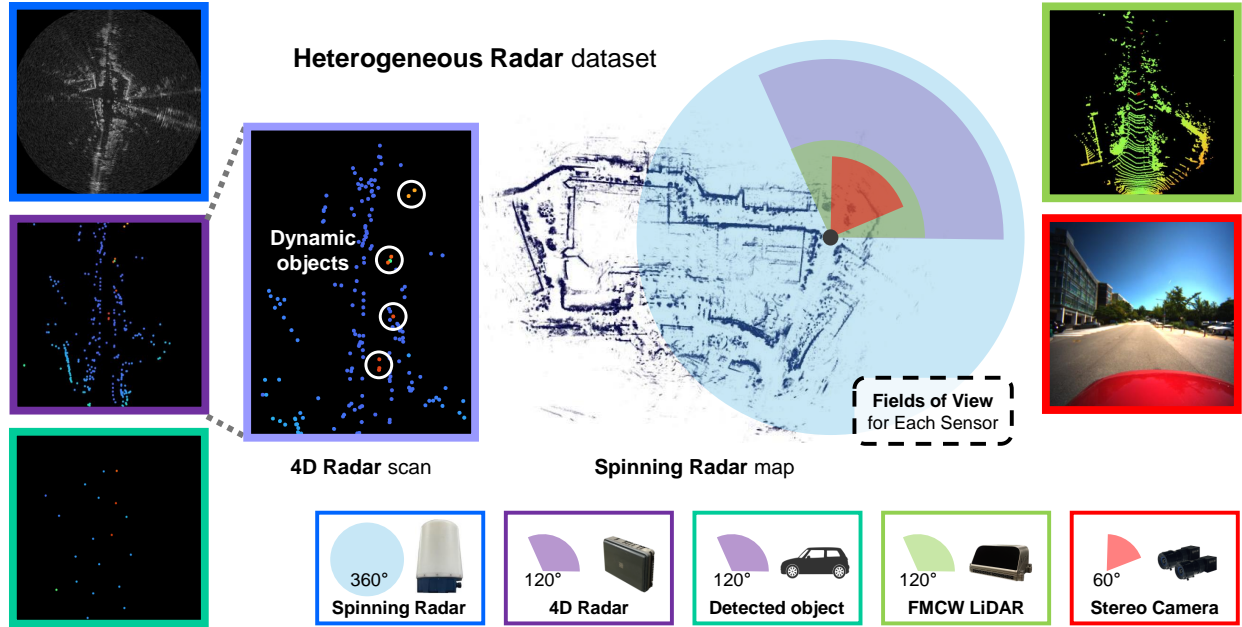 Heterogeneous Radar dataset
Dynamic
objects
Fields of View
for Each Sensor
4D Radar scan
Spinning Radar map
360°
Spinning Radar
120°
4D Radar
120°
Detected object
120°
FMCW LiDAR
60°
Stereo Camera